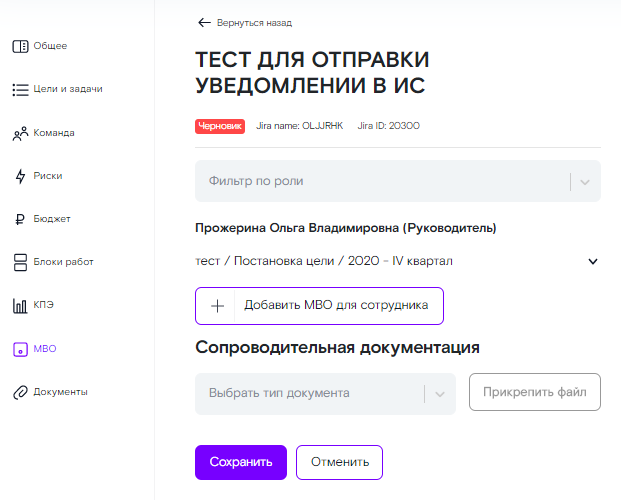 Вернуться назад
Общее
Цели и задачи
Команда
Риски
Бюджет
Блоки работ
КПЭ
МВО
Документы
ТЕСТ ДЛЯ ОТПРАВКИ
УВЕДОМЛЕНИИ В ИС
Черновик Jira name: OLJJRHK Jira ID: 20300
Фильтр по роли
Прожерина Ольга Владимировна (Руководитель)
тест / Постановка цели / 2020 - IV квартал
Добавить МВО для сотрудника
Сопроводительная документация
Выбрать тип документа
Прикрепить файл
Сохранить
Отменить